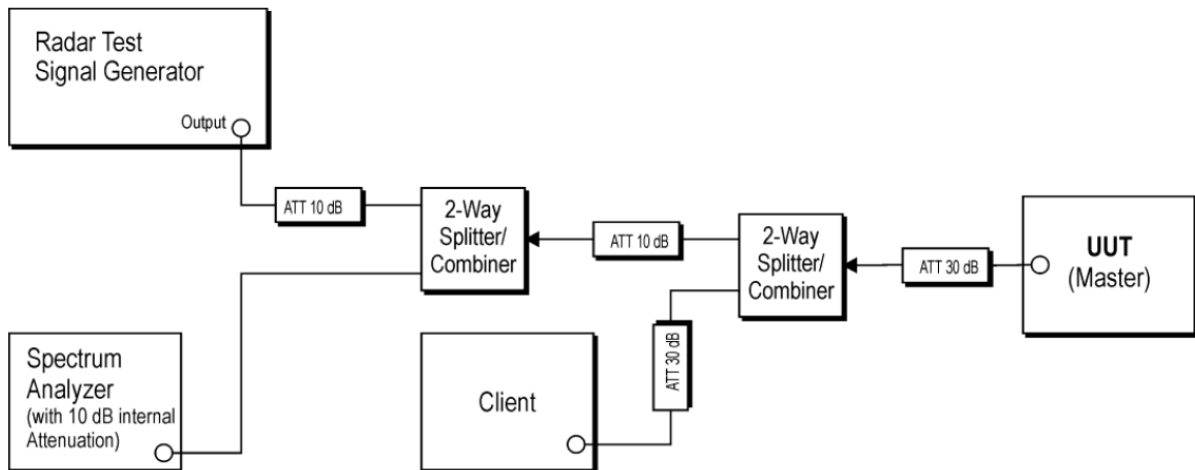 Radar Test
Signal Generator
Output
ATT 10 dB
2-Way
Splitter/
Combiner
ATT 10 dB
2-Way
Splitter/
Combiner
ATT 30 dB
UUT
(Master)
Spectrum
Analyzer
(with 10 dB internal
Attenuation)
Client
ATT 30 dB